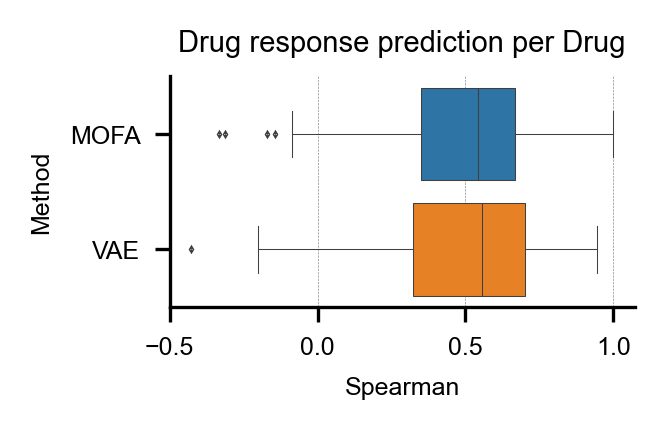 Drug response prediction per Drug
Method
MOFA
VAE
−0.5 0.0 0.5 1.0
Spearman